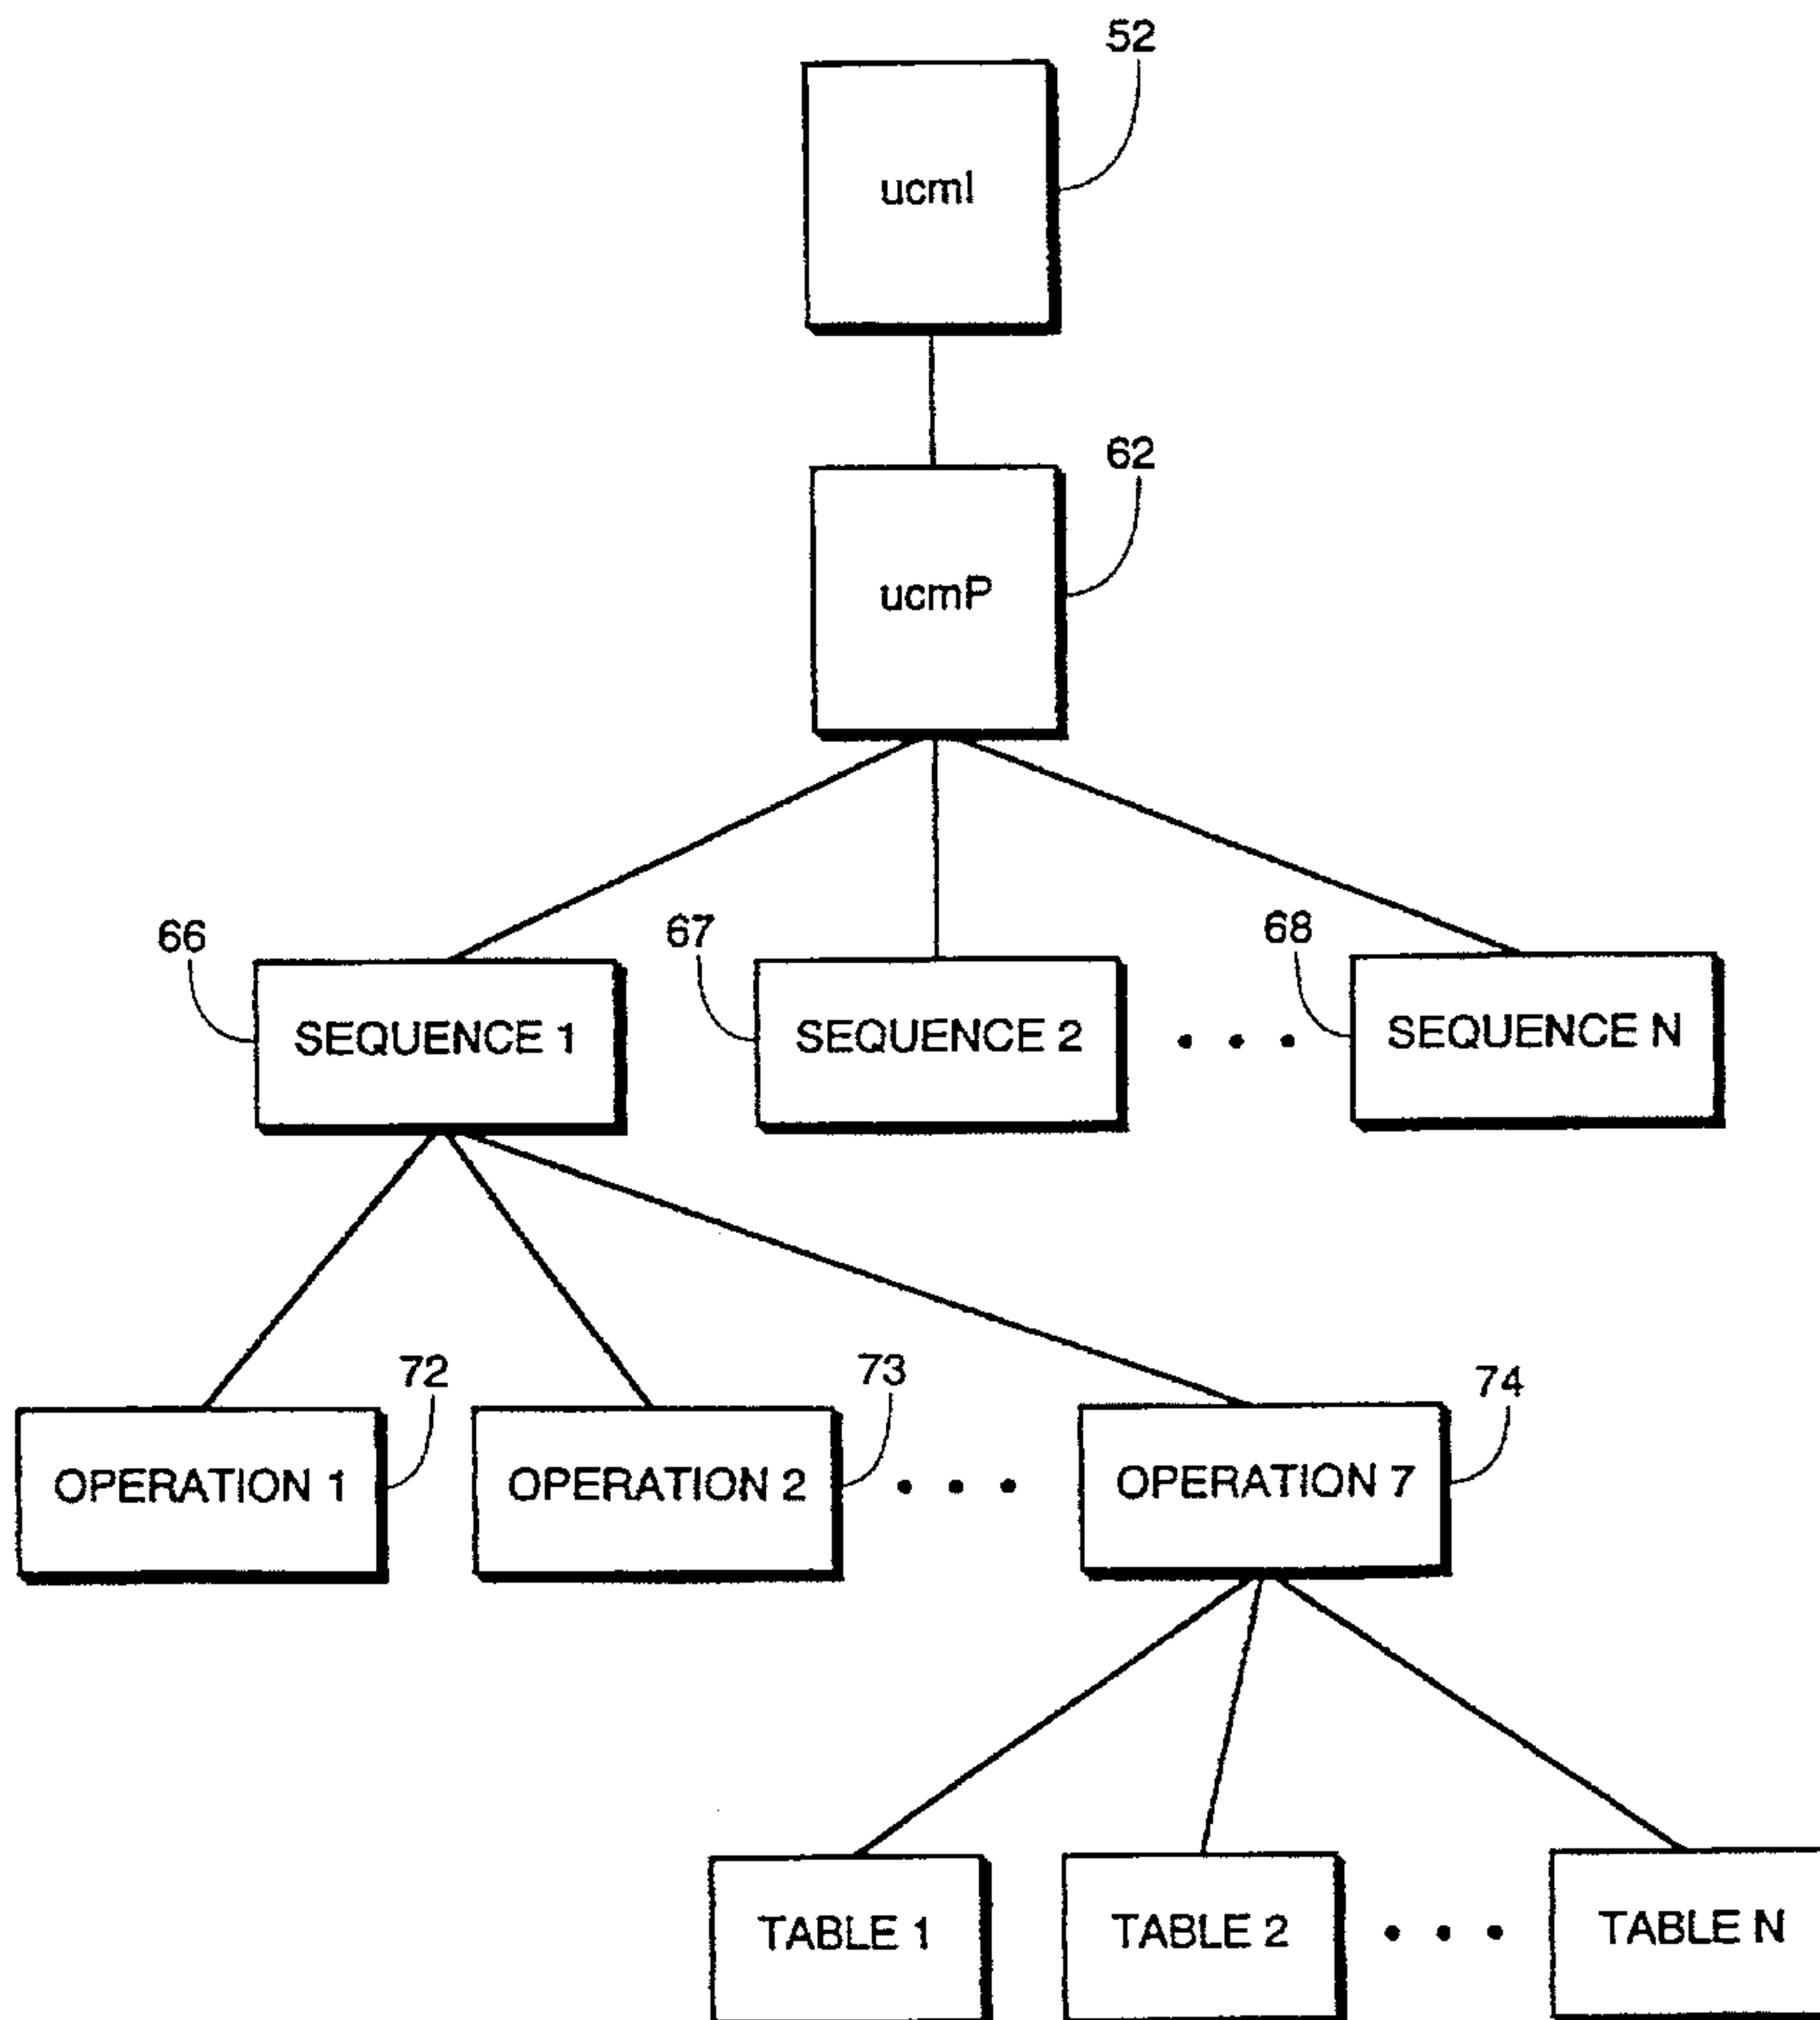 52
ucmI
62
ucmP
66
67
68
SEQUENCE 1
SEQUENCE 2
SEQUENCE N
72
73
74
OPERATION 1
OPERATION 2
OPERATION 7
TABLE 1
TABLE 2
TABLE N